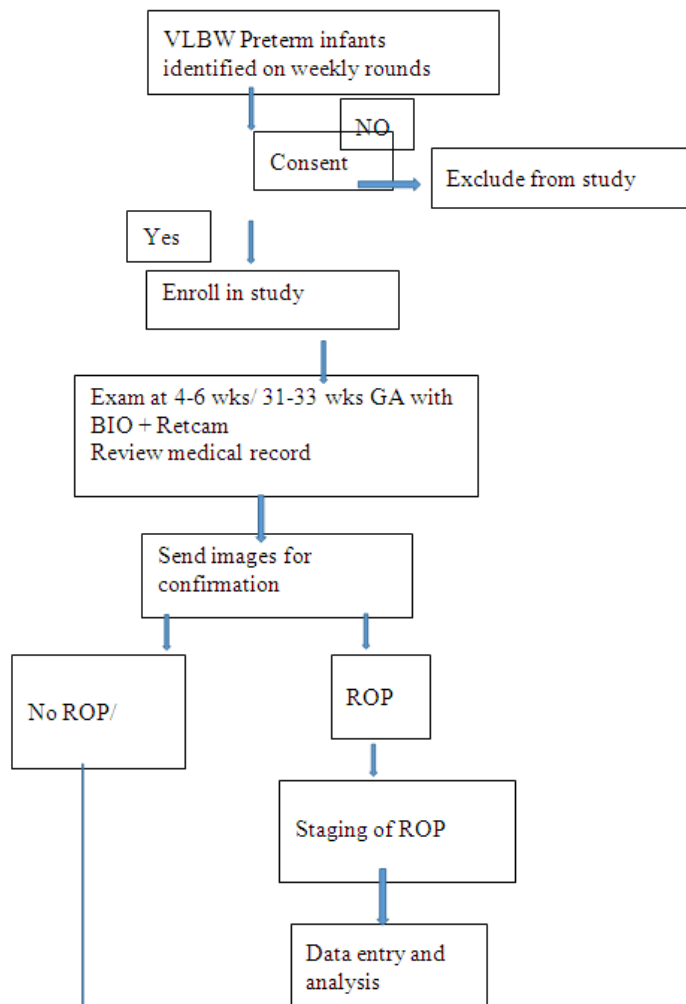 VLBW Preterm infants
identified on weekly rounds
NO
Consent
Exclude from study
Yes
Enroll in study
Exam at 4-6 wks/ 31-33 wks GA with
BIO + Retcam
Review medical record
Send images for
confirmation
No ROP/
ROP
Staging of ROP
Data entry and
analysis